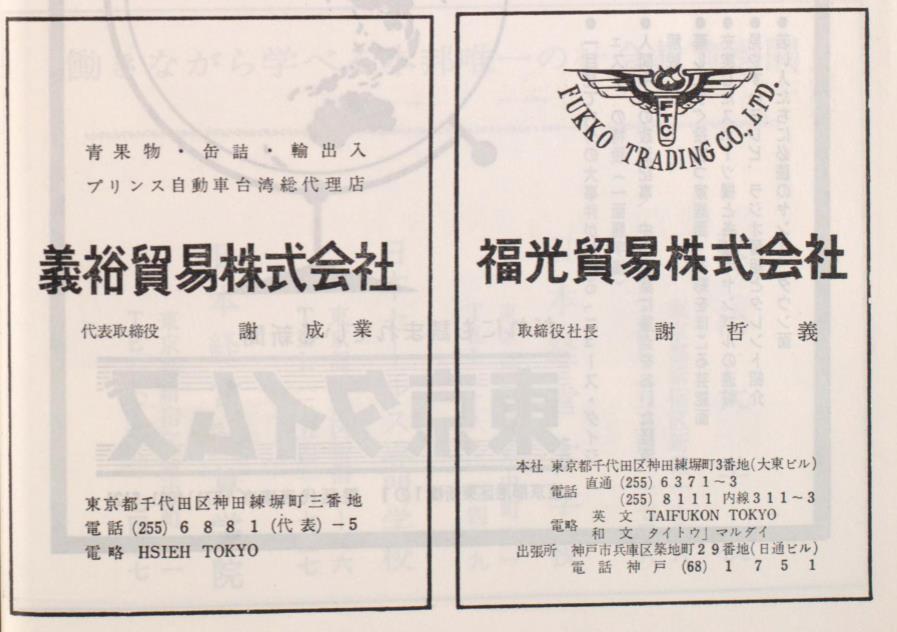 青果物・缶詰・輸出入
プリンス自動車台湾総代理店
義裕貿易株式会社
代表取締役 謝成業
東京都千代田区神田練塀町三番地
電話 (255) 6881 (代表) −5
電略 HSIEH TOKYO
FTC
FUKKO TRADING CO., LTD.
福光貿易株式会社
取締役社長 謝哲義
本社 東京都千代田区神田練塀町3番地(大東ビル)
電話 直通 (255) 6371～3
(255) 8111 内線311～3
電略 英文 TAIFUKON TOKYO
和文 タイトウ」マルダイ
出張所 神戸市兵庫区築地町29番地(日通ビル)
電話神戸 (68) 1751
東京タイムズ